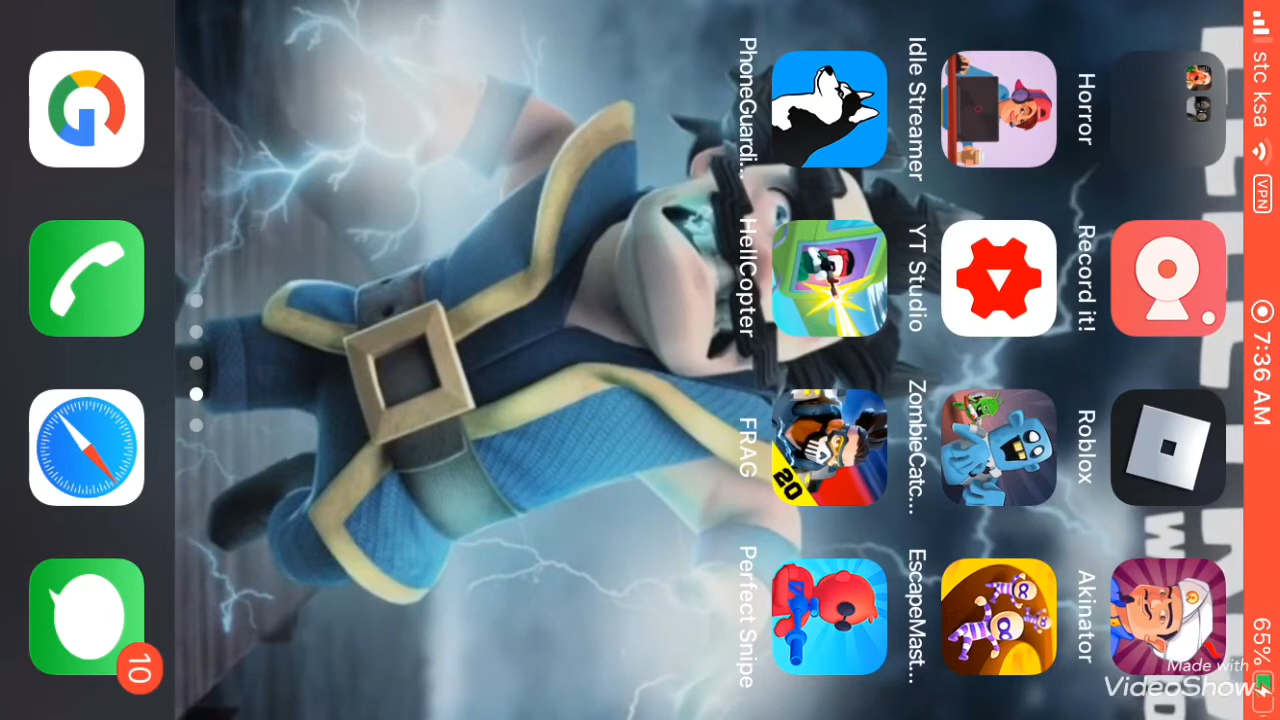 stc ksa VPN 7:36 AM 65%
Horror Record it! Roblox Akinator
Idle Streamer YT Studio ZombieCatc... EscapeMast...
20
PhoneGuardi... HellCopter FRAG Perfect Snipe
10
Made with
VideoShow